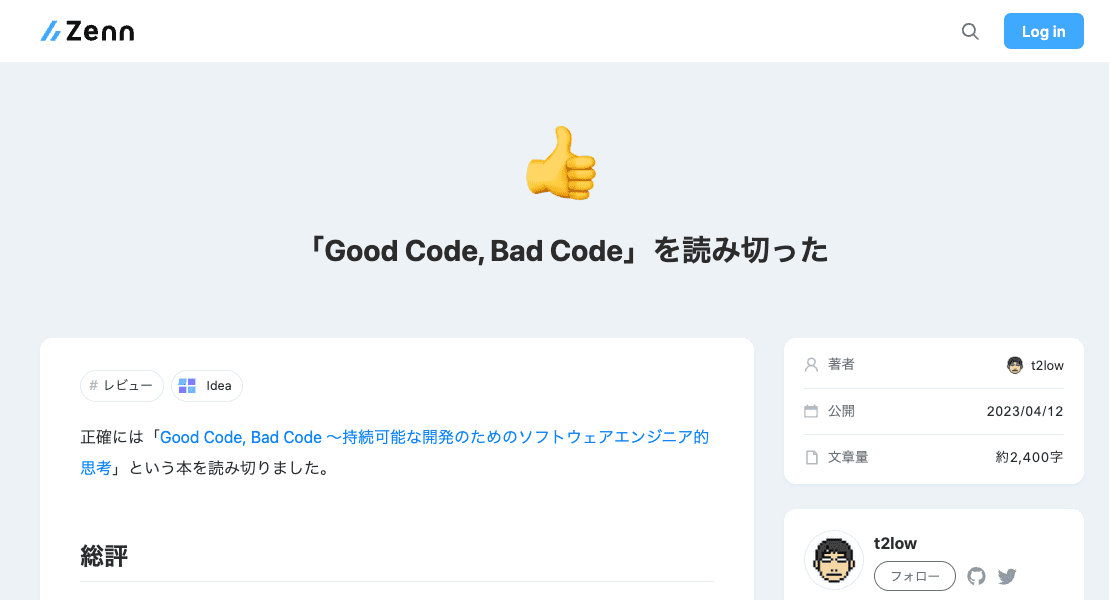 Zenn
Log in
「Good Code, Bad Code」を読み切った
# レビュー
Idea
正確には「Good Code, Bad Code 〜持続可能な開発のためのソフトウェアエンジニア的
思考」という本を読み切りました。
総評
著者 t2low
公開 2023/04/12
文章量 約2,400字
t2low
フォロー